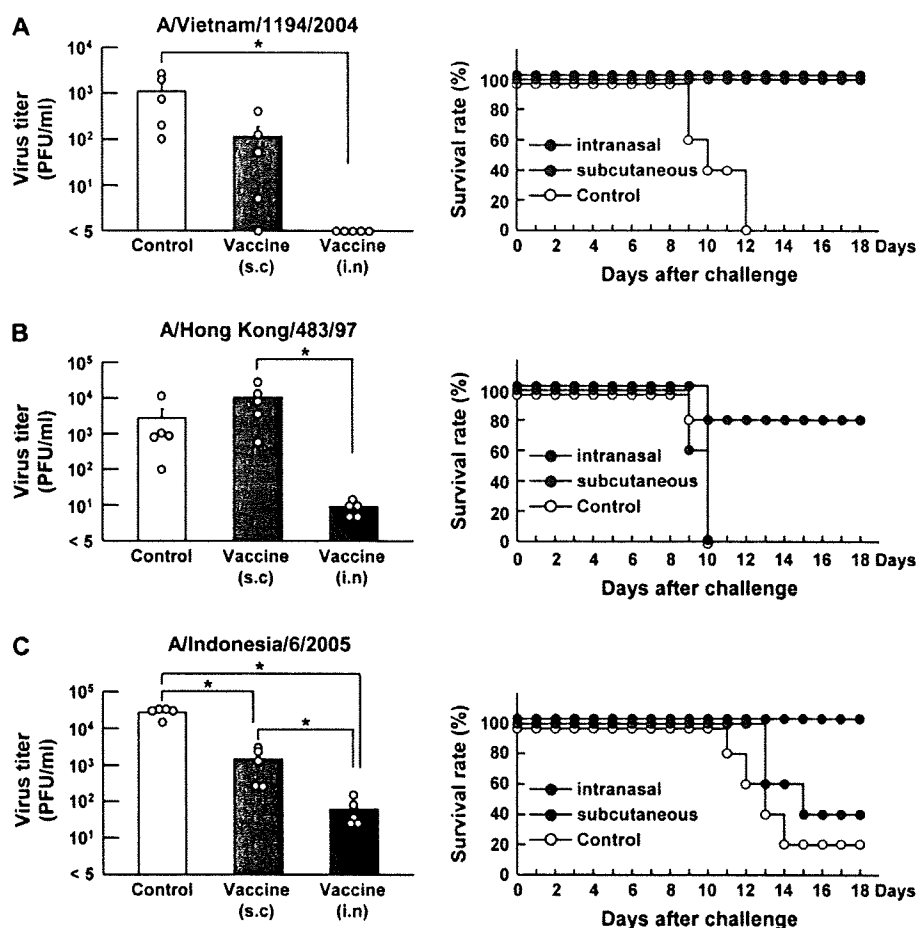 A
A/Vietnam/1194/2004
Virus titer
(PFU/ml)
10⁴
10³
10²
10¹
< 5
*
Control
Vaccine
(s.c)
Vaccine
(i.n)
Survival rate (%)
100
80
60
40
20
0
intranasal
subcutaneous
Control
0 2 4 6 8 10 12 14 16 18 Days
Days after challenge
B
A/Hong Kong/483/97
Virus titer
(PFU/ml)
10⁵
10⁴
10³
10²
10¹
< 5
*
Control
Vaccine
(s.c)
Vaccine
(i.n)
Survival rate (%)
100
80
60
40
20
0
intranasal
subcutaneous
Control
0 2 4 6 8 10 12 14 16 18 Days
Days after challenge
C
A/Indonesia/6/2005
Virus titer
(PFU/ml)
10⁵
10⁴
10³
10²
10¹
< 5
*
*
*
Control
Vaccine
(s.c)
Vaccine
(i.n)
Survival rate (%)
100
80
60
40
20
0
intranasal
subcutaneous
Control
0 2 4 6 8 10 12 14 16 18 Days
Days after challenge